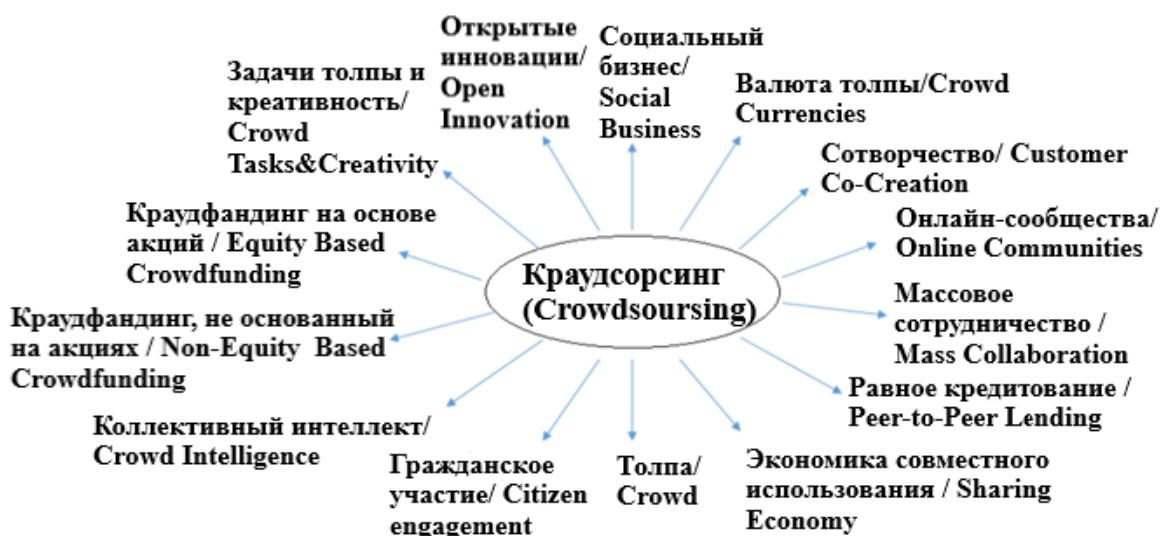 Открытые
инновации/
Open
Innovation
Социальный
бизнес/
Social
Business
Задачи толпы и
креативность/
Crowd
Tasks&Creativity
Валюта толпы/Crowd
Currencies
Сотворчество/ Customer
Co-Creation
Краудфандинг на основе
акций / Equity Based
Crowdfunding
Онлайн-сообщества/
Online Communities
Краудсорсинг
(Crowdsoursing)
Массовое
сотрудничество /
Mass Collaboration
Краудфандинг, не основанный
на акциях / Non-Equity Based
Crowdfunding
Равное кредитование /
Peer-to-Peer Lending
Коллективный интеллект/
Crowd Intelligence
Гражданское
участие/ Citizen
engagement
Толпа/
Crowd
Экономика совместного
использования / Sharing
Economy